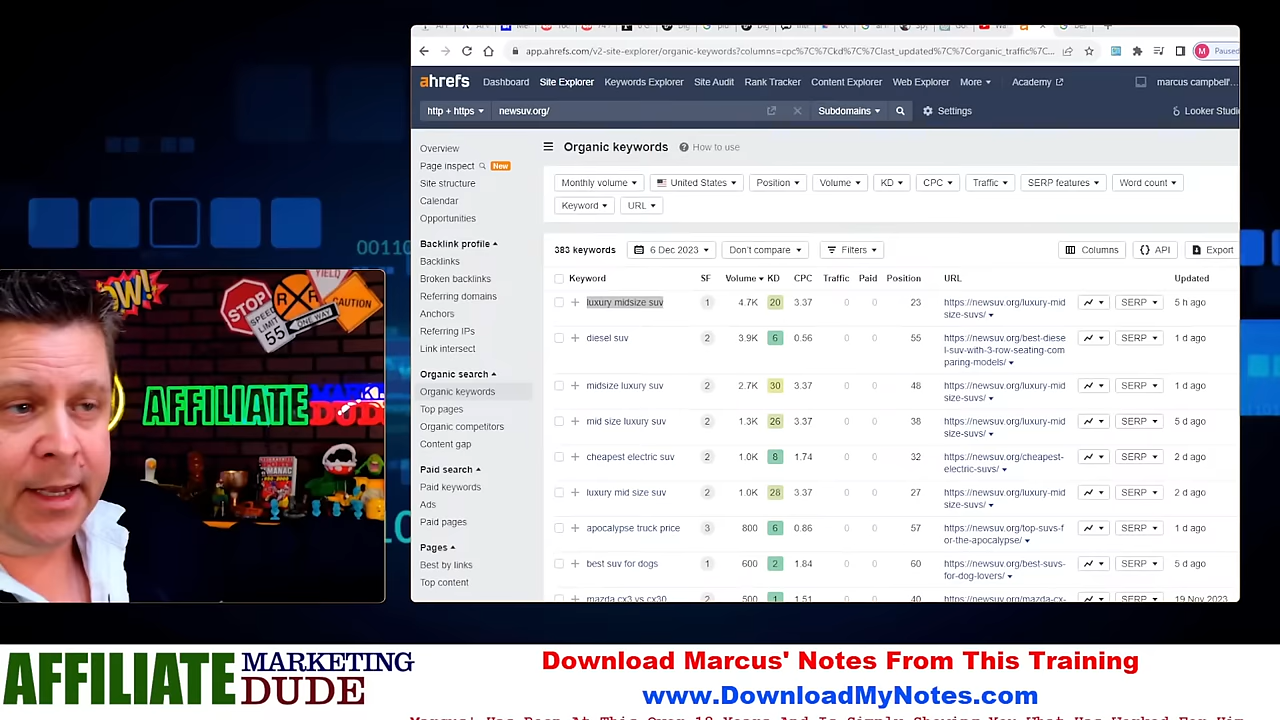 app.ahrefs.com/v2-site-explorer/organic-keywords?columns=cpc%7C%7Ckd%7C%7Clast_updated%7C%7Corganic_traffic%7C%7C... M Paused
ahrefs Dashboard Site Explorer Keywords Explorer Site Audit Rank Tracker Content Explorer Web Explorer More Academy marcus campbell'...
http + https newsuv.org/ Subdomains Settings Looker Studi
Overview
Page inspect New
Site structure
Calendar
Opportunities
Backlink profile
Backlinks
Broken backlinks
Referring domains
Anchors
Referring IPs
Link intersect
Organic search
Organic keywords
Top pages
Organic competitors
Content gap
Paid search
Paid keywords
Ads
Paid pages
Pages
Best by links
Top content
Organic keywords ? How to use
Monthly volume United States Position Volume KD CPC Traffic SERP features Word count
Keyword URL
383 keywords 6 Dec 2023 Don't compare Filters Columns API Export
Keyword SF Volume KD CPC Traffic Paid Position URL Updated
+ luxury midsize suv 1 4.7K 20 3.37 0 0 23 https://newsuv.org/luxury-mid SERP 5 h ago
size-suvs/
+ diesel suv 2 3.9K 6 0.56 0 0 55 https://newsuv.org/best-diese SERP 1 d ago
l-suv-with-3-row-seating-com
paring-models/
+ midsize luxury suv 2 2.7K 30 3.37 0 0 48 https://newsuv.org/luxury-mid SERP 1 d ago
size-suvs/
+ mid size luxury suv 2 1.3K 26 3.37 0 0 38 https://newsuv.org/luxury-mid SERP 5 d ago
size-suvs/
+ cheapest electric suv 2 1.0K 8 1.74 0 0 32 https://newsuv.org/cheapest- SERP 2 d ago
electric-suvs/
+ luxury mid size suv 2 1.0K 28 3.37 0 0 27 https://newsuv.org/luxury-mid SERP 2 d ago
size-suvs/
+ apocalypse truck price 3 800 6 0.86 0 0 57 https://newsuv.org/top-suvs-f SERP 1 d ago
or-the-apocalypse/
+ best suv for dogs 1 600 2 1.84 0 0 60 https://newsuv.org/best-suvs- SERP 5 d ago
for-dog-lovers/
+ mazda cx3 vs cx30 2 500 1 1.51 0 0 40 https://newsuv.org/mazda-cx- SERP 19 Nov 2023
00110
OW!
STOP
SPEED
LIMIT
55
R R
ONE WAY
YIELD
CAUTION
AFFILIATE MARKETING
DUDE
AFFILIATE MARKETING DUDE
Download Marcus' Notes From This Training
www.DownloadMyNotes.com